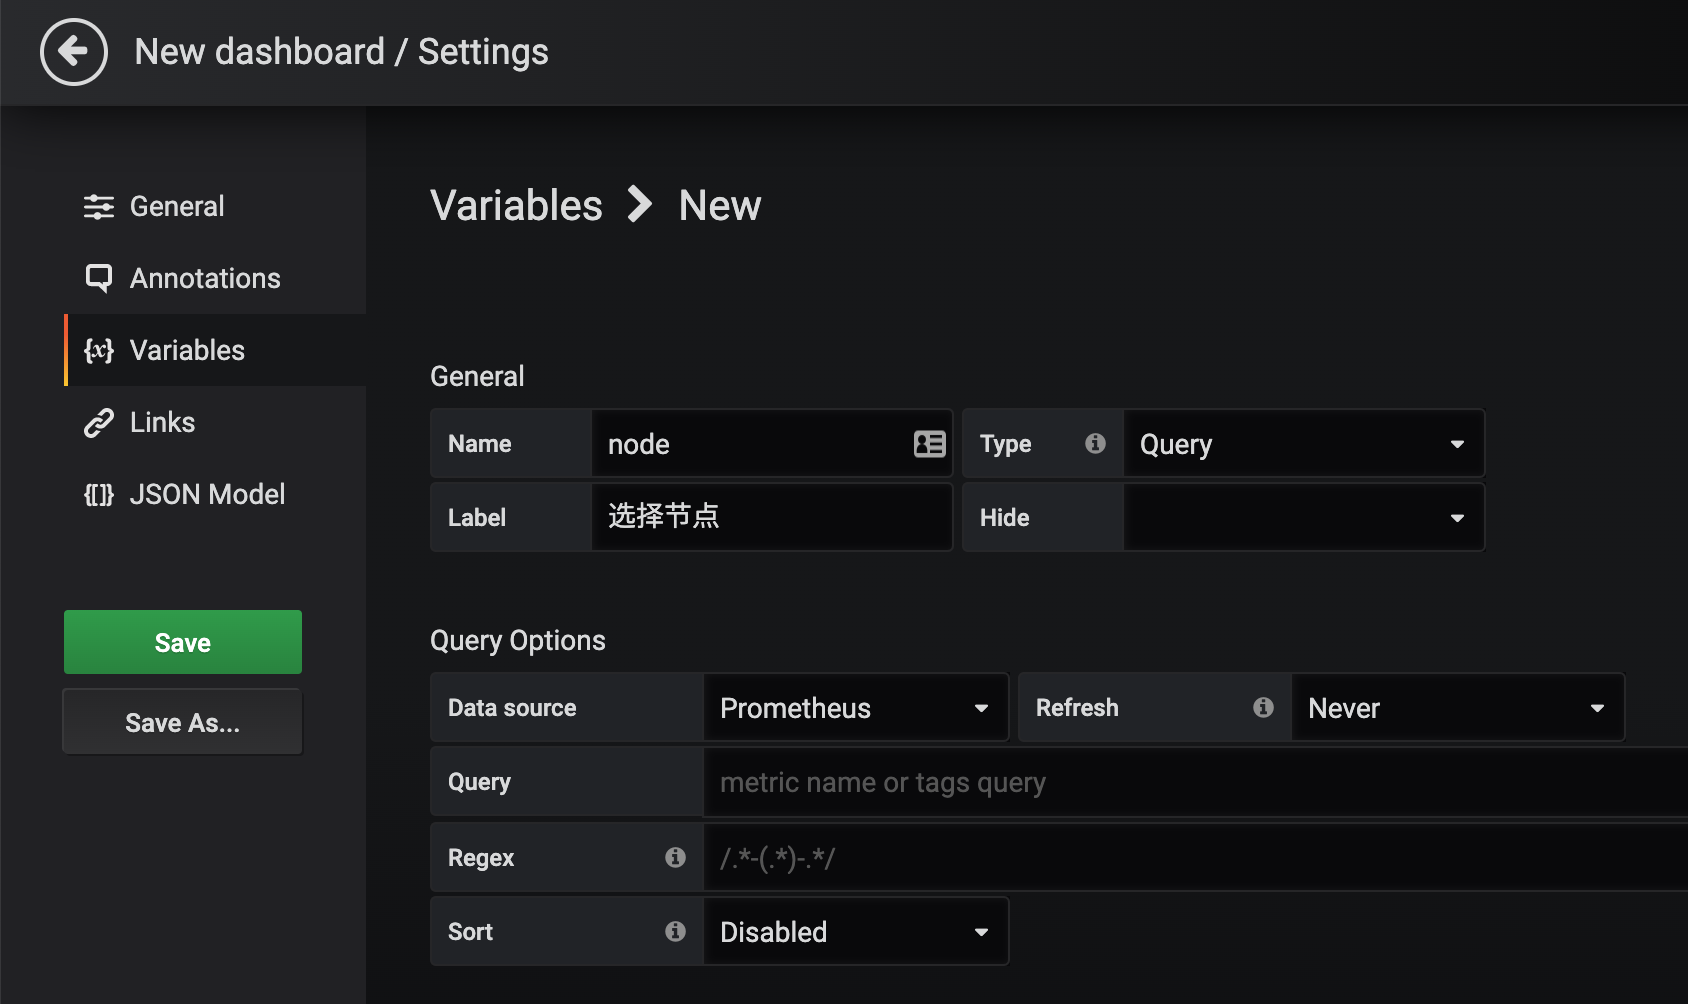 New dashboard / Settings
General
Annotations
{x} Variables
Links
{[]} JSON Model
Save
Save As...
Variables > New
General
Name node Type Query
Label 选择节点 Hide
Query Options
Data source Prometheus Refresh Never
Query metric name or tags query
Regex /.*-(.*)-.*/
Sort Disabled